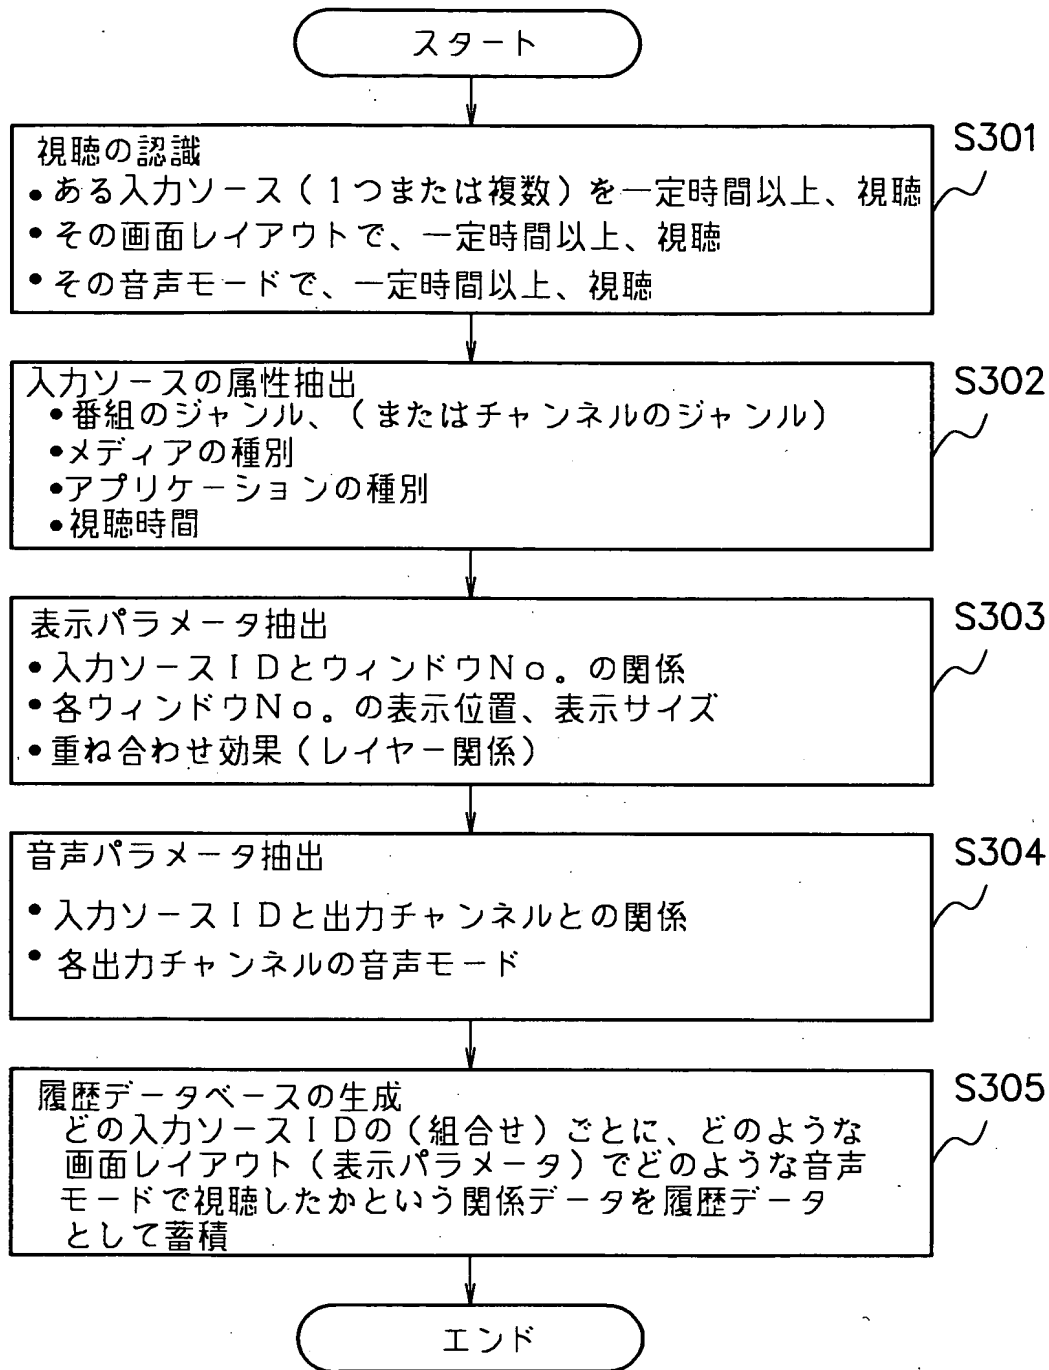 スタート
S301
視聴の認識
•ある入力ソース(1つまたは複数)を一定時間以上、視聴
•その画面レイアウトで、一定時間以上、視聴
•その音声モードで、一定時間以上、視聴
S302
入力ソースの属性抽出
•番組のジャンル、(またはチャンネルのジャンル)
•メディアの種別
•アプリケーションの種別
•視聴時間
S303
表示パラメータ抽出
•入力ソースIDとウィンドウNo。の関係
•各ウィンドウNo。の表示位置、表示サイズ
•重ね合わせ効果(レイヤー関係)
S304
音声パラメータ抽出
•入力ソースIDと出力チャンネルとの関係
•各出力チャンネルの音声モード
S305
履歴データベースの生成
どの入力ソースIDの(組合せ)ごとに、どのような
画面レイアウト(表示パラメータ)でどのような音声
モードで視聴したかという関係データを履歴データ
として蓄積
エンド